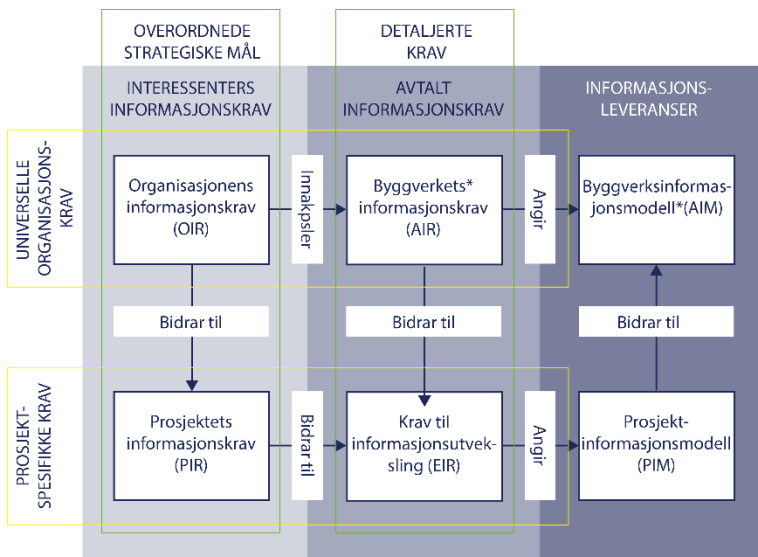 OVERORDNEDE
STRATEGISKE MÅL
DETALJERTE
KRAV
INTERESSENTERS
INFORMASJONSKRAV
AVTALT
INFORMASJONSKRAV
INFORMASJONS-
LEVERANSER
UNIVERSELLE
ORGANISASJONS-
KRAV
Organisasjonens
informasjonskrav
(OIR)
Innakpsler
Byggverkets*
informasjonskrav
(AIR)
Angir
Byggverksinformas-
jonsmodell*(AIM)
Bidrar til
Bidrar til
Bidrar til
PROSJEKT-
SPESIFIKKE KRAV
Prosjektets
informasjonskrav
(PIR)
Bidrar til
Krav til
informasjonsutvek-
sling (EIR)
Angir
Prosjekt-
informasjonsmodell
(PIM)